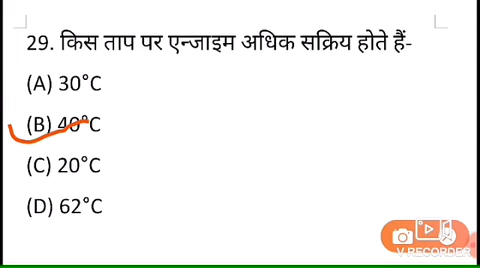 29. किस ताप पर एन्जाइम अधिक सक्रिय होते हैं-
(A) 30°C
(B) 40°C
(C) 20°C
(D) 62°C
V RECORDER